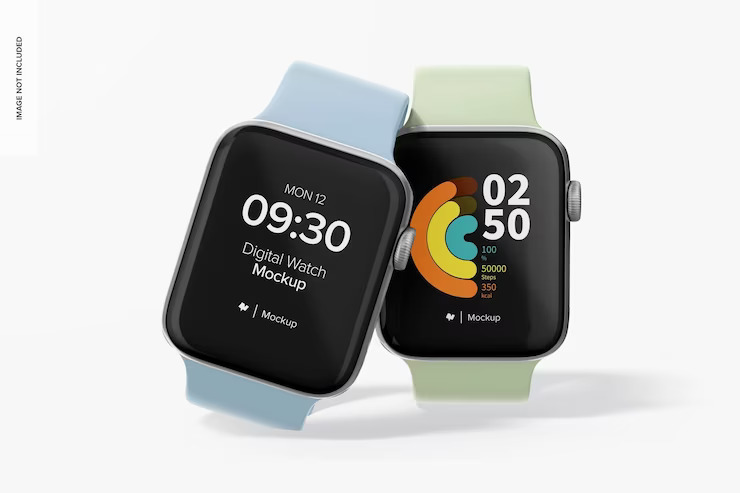 IMAGE NOT INCLUDED
MON 12
09:30
Digital Watch
Mockup
Mockup
02
50
100
%
50000
Steps
350
kcal
Mockup